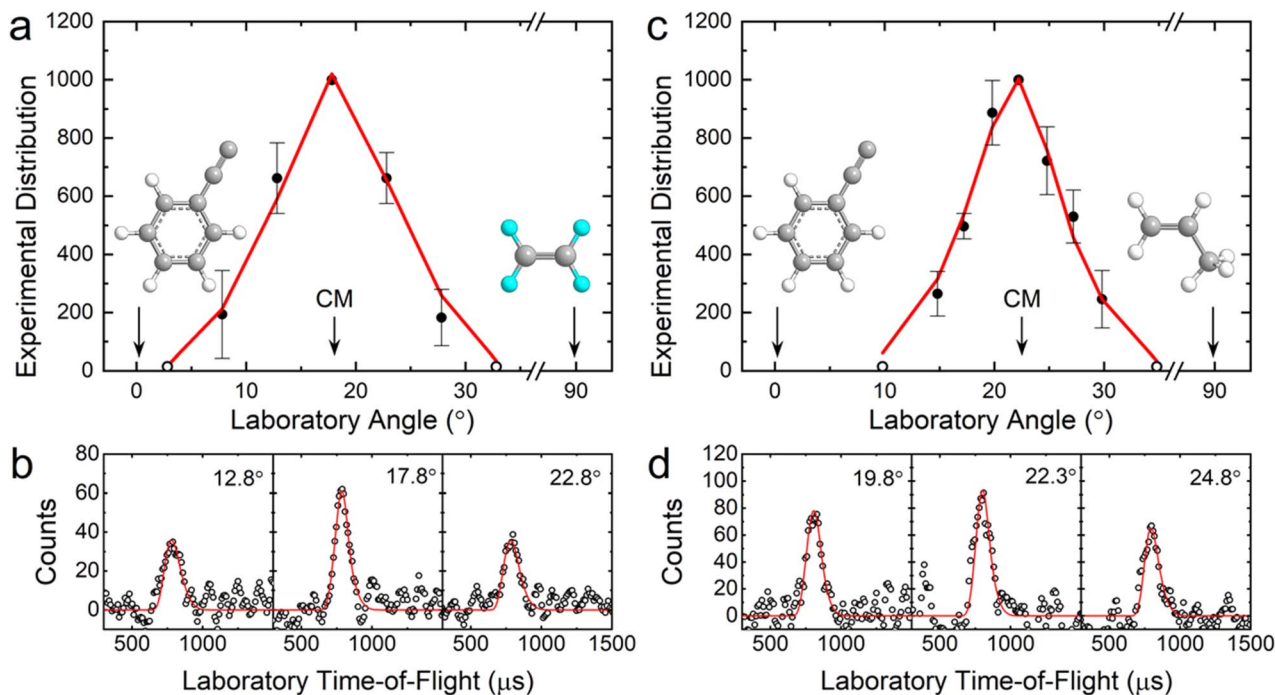 a
1200
1000
800
600
400
200
0
Experimental Distribution
CM
0 10 20 30 90
Laboratory Angle (°)
c
1200
1000
800
600
400
200
0
Experimental Distribution
CM
0 10 20 30 90
Laboratory Angle (°)
b
80
60
40
20
0
Counts
12.8° 17.8° 22.8°
500 1000 500 1000 500 1000 1500
Laboratory Time-of-Flight (μs)
d
120
100
80
60
40
20
0
Counts
19.8° 22.3° 24.8°
500 1000 500 1000 500 1000 1500
Laboratory Time-of-Flight (μs)